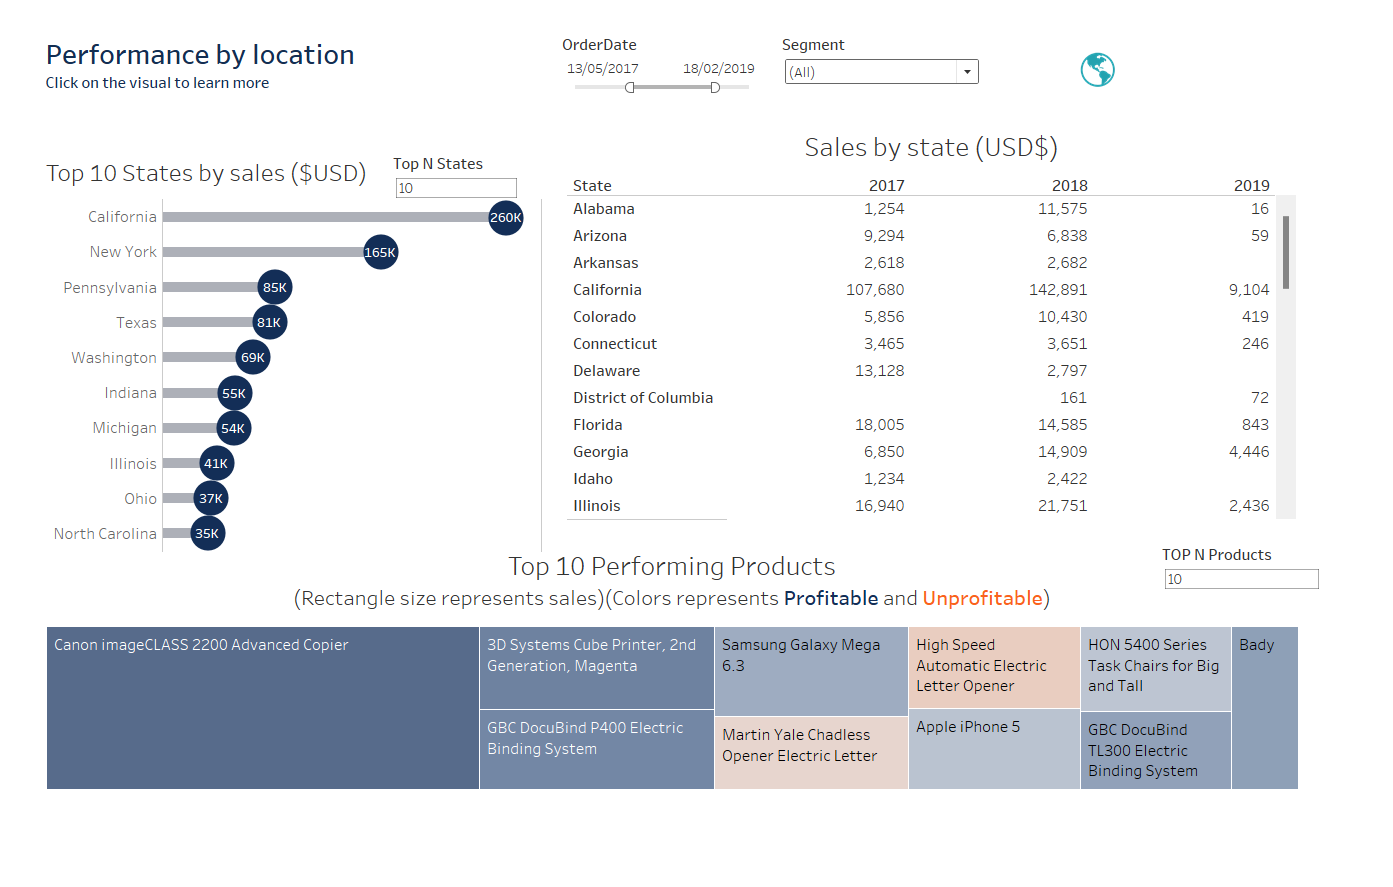 Performance by location
Click on the visual to learn more
OrderDate
13/05/2017 18/02/2019
Segment
(All)
Top 10 States by sales ($USD)
Top N States
10
California 260K
New York 165K
Pennsylvania 85K
Texas 81K
Washington 69K
Indiana 55K
Michigan 54K
Illinois 41K
Ohio 37K
North Carolina 35K
Sales by state (USD$)
State 2017 2018 2019
Alabama 1,254 11,575 16
Arizona 9,294 6,838 59
Arkansas 2,618 2,682
California 107,680 142,891 9,104
Colorado 5,856 10,430 419
Connecticut 3,465 3,651 246
Delaware 13,128 2,797
District of Columbia 161 72
Florida 18,005 14,585 843
Georgia 6,850 14,909 4,446
Idaho 1,234 2,422
Illinois 16,940 21,751 2,436
Top 10 Performing Products
(Rectangle size represents sales)(Colors represents Profitable and Unprofitable)
TOP N Products
10
Canon imageCLASS 2200 Advanced Copier
3D Systems Cube Printer, 2nd
Generation, Magenta
GBC DocuBind P400 Electric
Binding System
Samsung Galaxy Mega
6.3
Martin Yale Chadless
Opener Electric Letter
High Speed
Automatic Electric
Letter Opener
Apple iPhone 5
HON 5400 Series
Task Chairs for Big
and Tall
GBC DocuBind
TL300 Electric
Binding System
Bady